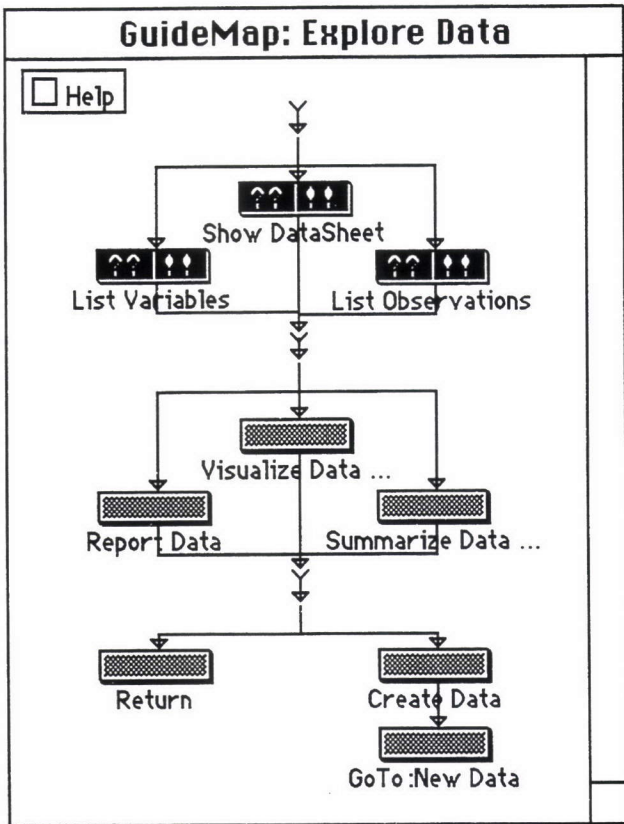 GuideMap: Explore Data
Help
Show DataSheet
List Variables
List Observations
Visualize Data ...
Report Data
Summarize Data ...
Return
Create Data
GoTo :New Data